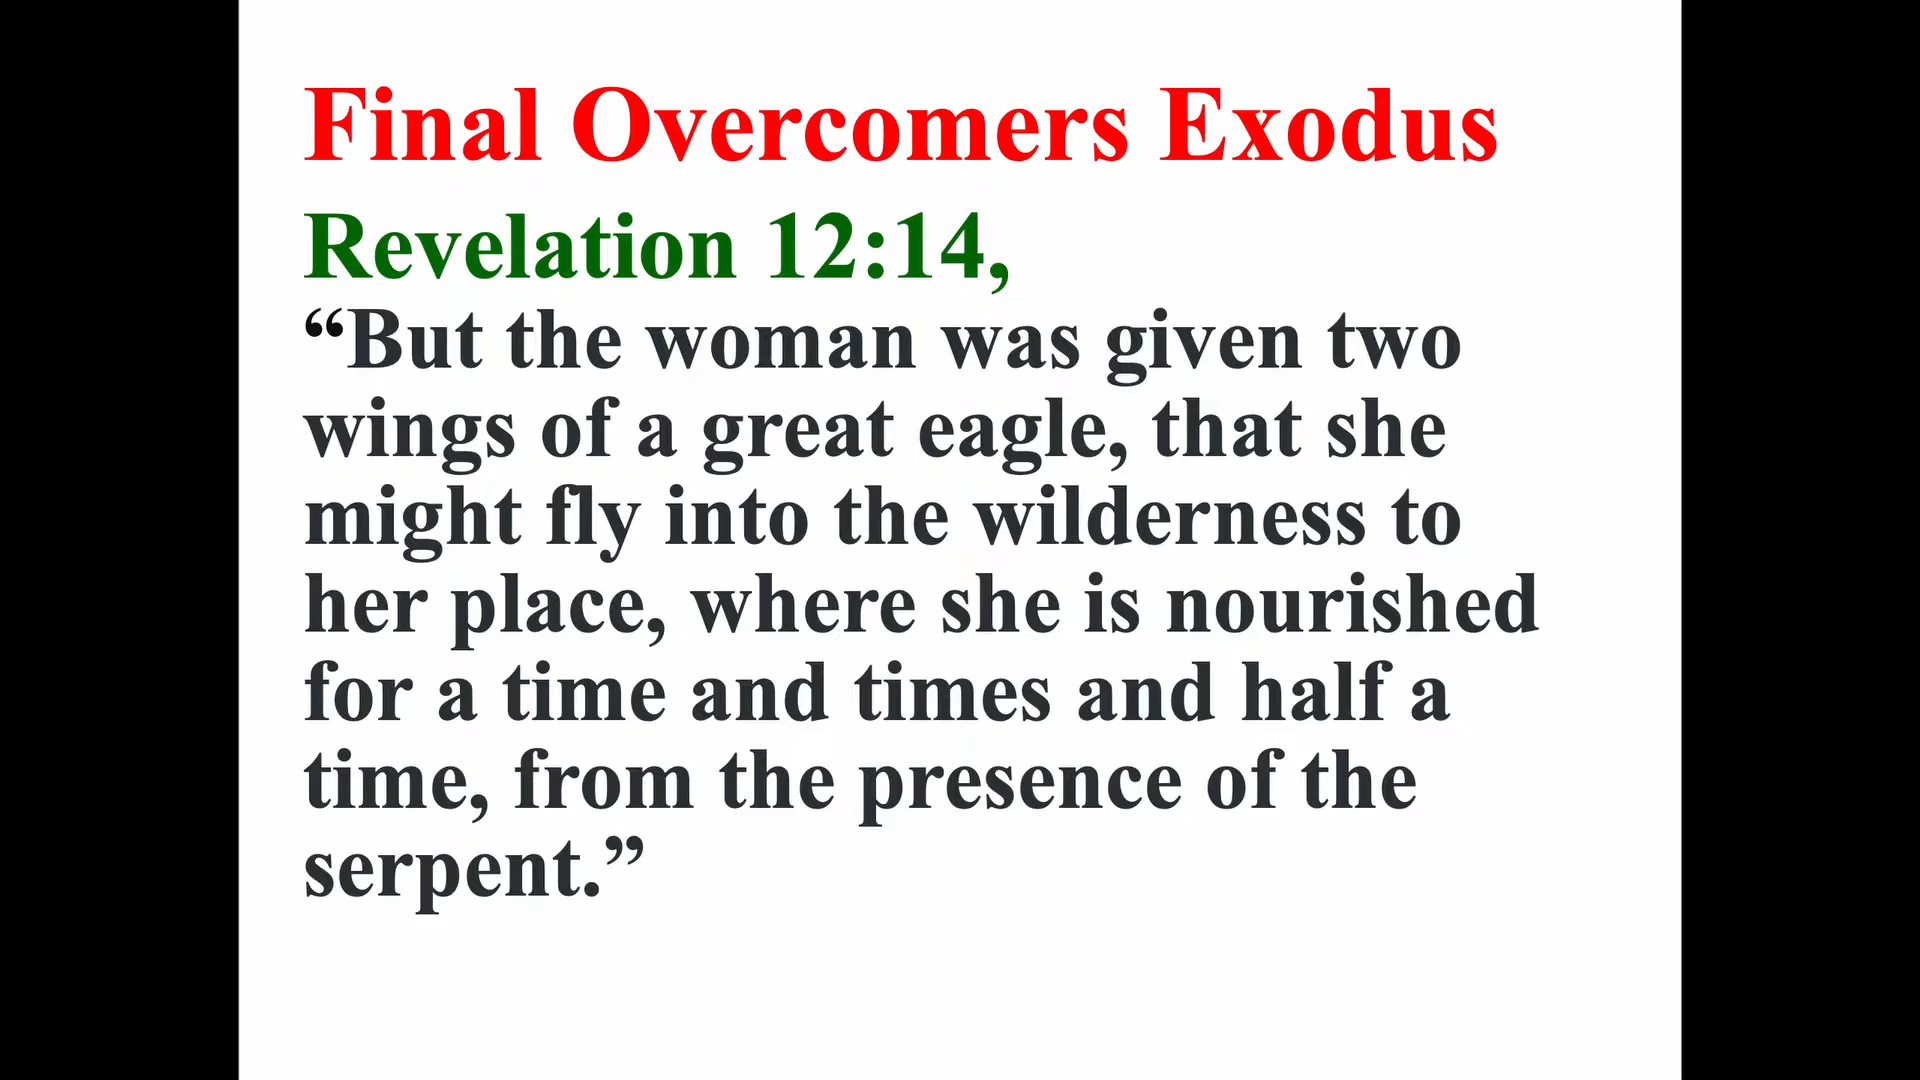 Final Overcomers Exodus
Revelation 12:14,
“But the woman was given two
wings of a great eagle, that she
might fly into the wilderness to
her place, where she is nourished
for a time and times and half a
time, from the presence of the
serpent.”